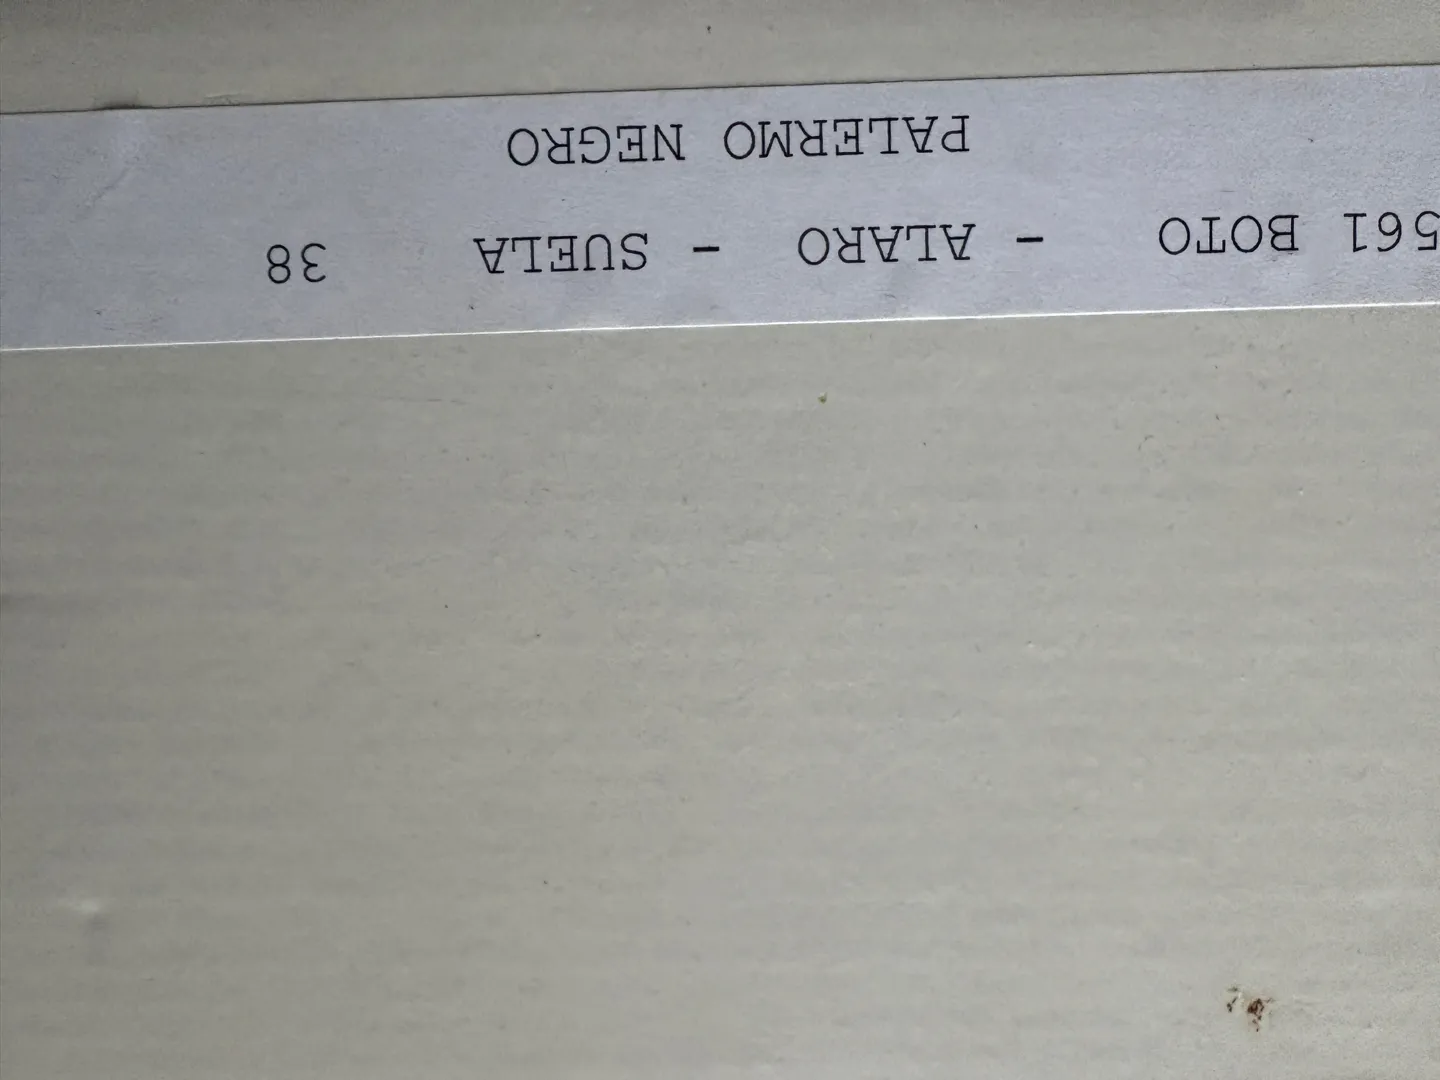 561 BOTO - ALARO - SUELA 38
PALERMO NEGRO